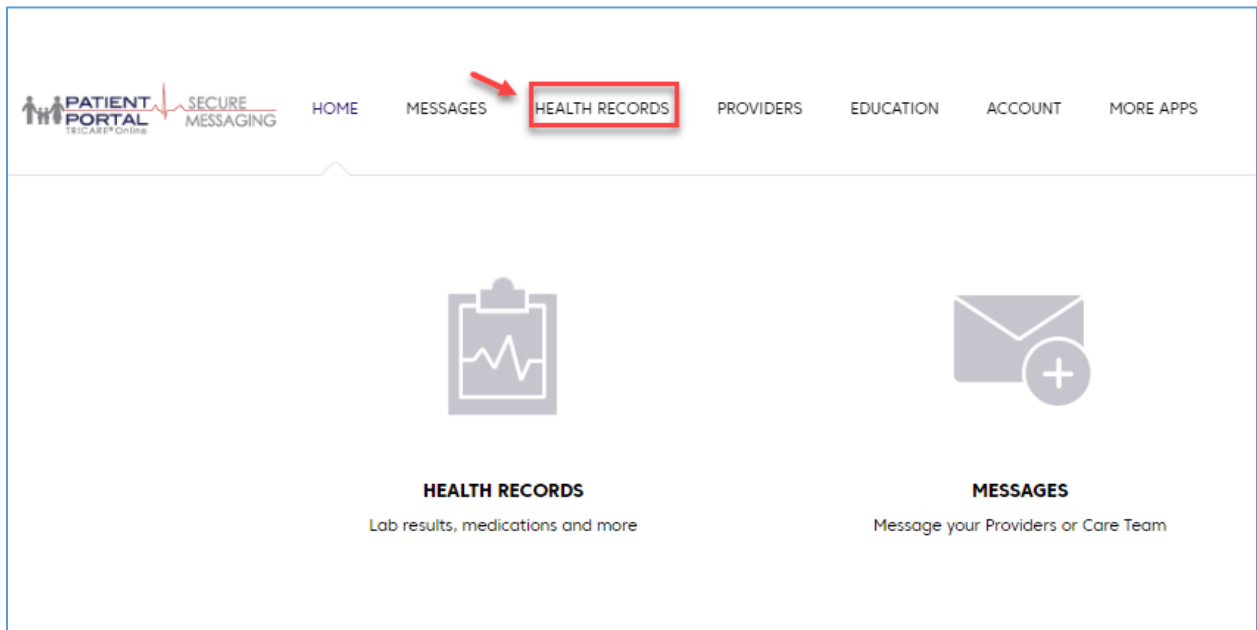 PATIENT PORTAL TRICARE® Online SECURE MESSAGING
HOME MESSAGES HEALTH RECORDS PROVIDERS EDUCATION ACCOUNT MORE APPS
HEALTH RECORDS MESSAGES
Lab results, medications and more Message your Providers or Care Team